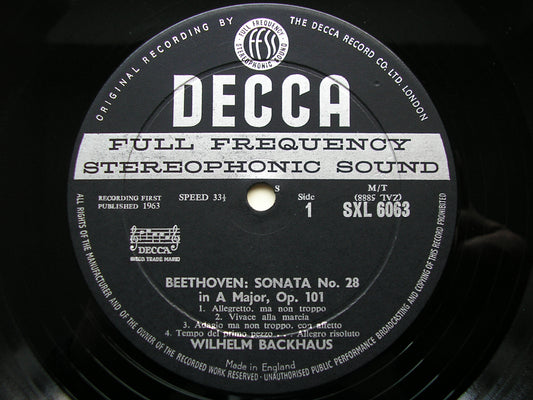 ORIGINAL RECORDING BY THE DECCA RECORD CO. LTD. LONDON
FULL FREQUENCY STEREOPHONIC SOUND
FFSS
DECCA
FULL FREQUENCY
STEREOPHONIC SOUND
S
RECORDING FIRST
PUBLISHED 1963
SPEED 33⅓
Side
1
M/T
(ZAL 5888)
SXL 6063
DECCA
REGD. TRADE MARK
BEETHOVEN: SONATA No. 28
in A Major, Op. 101
1. Allegretto, ma non troppo
2. Vivace alla marcia
3. Adagio ma non troppo, con affetto
4. Tempo del primo pezzo . . . Allegro risoluto
WILHELM BACKHAUS
Made in England
ALL RIGHTS OF THE MANUFACTURER AND OF THE OWNER OF THE RECORDED WORK RESERVED · UNAUTHORISED PUBLIC PERFORMANCE BROADCASTING AND COPYING OF THIS RECORD PROHIBITED